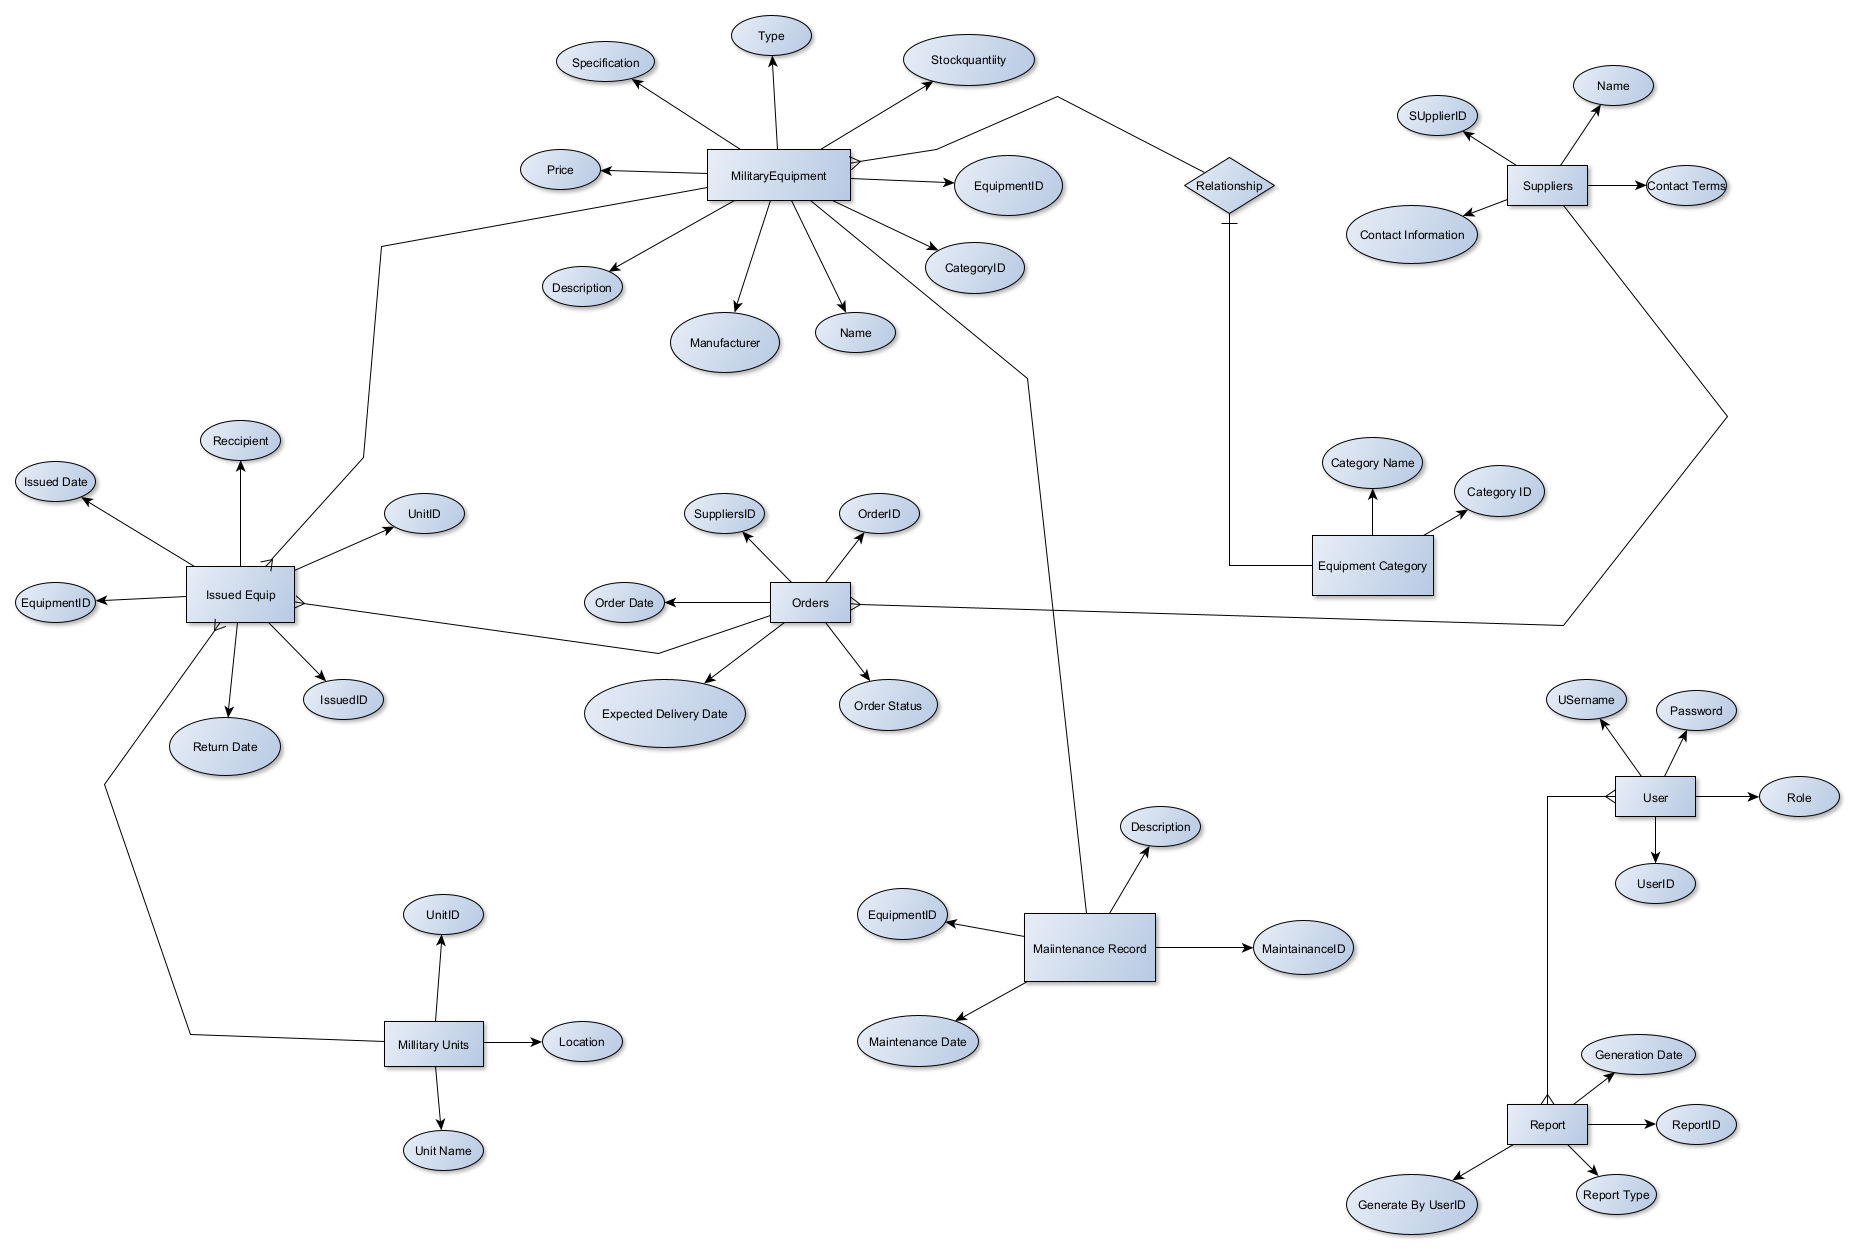 Type
Specification
Stockquantiity
Price
MilitaryEquipment
EquipmentID
Description
CategoryID
Manufacturer
Name
Relationship
Name
SUpplierID
Suppliers
Contact Terms
Contact Information
Reccipient
Issued Date
UnitID
EquipmentID
Issued Equip
IssuedID
Return Date
SuppliersID
OrderID
Order Date
Orders
Expected Delivery Date
Order Status
Category Name
Category ID
Equipment Category
USername
Password
User
Role
UserID
Description
EquipmentID
Maiintenance Record
MaintainanceID
Maintenance Date
UnitID
Millitary Units
Location
Unit Name
Generation Date
Report
ReportID
Generate By UserID
Report Type